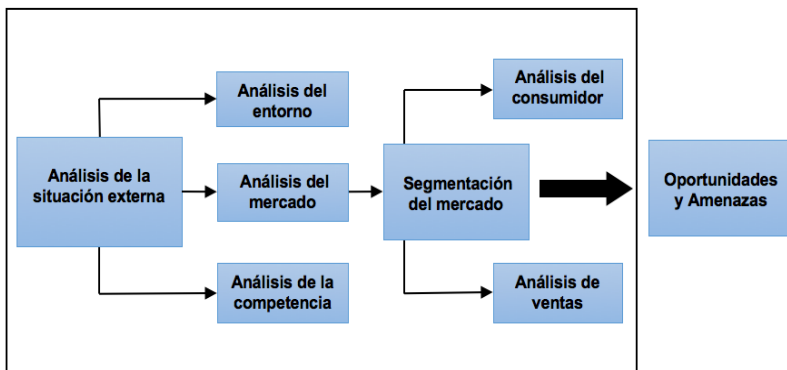 Análisis de la
situación externa
Análisis del
entorno
Análisis del
mercado
Análisis de la
competencia
Segmentación
del mercado
Análisis del
consumidor
Análisis de
ventas
Oportunidades
y Amenazas